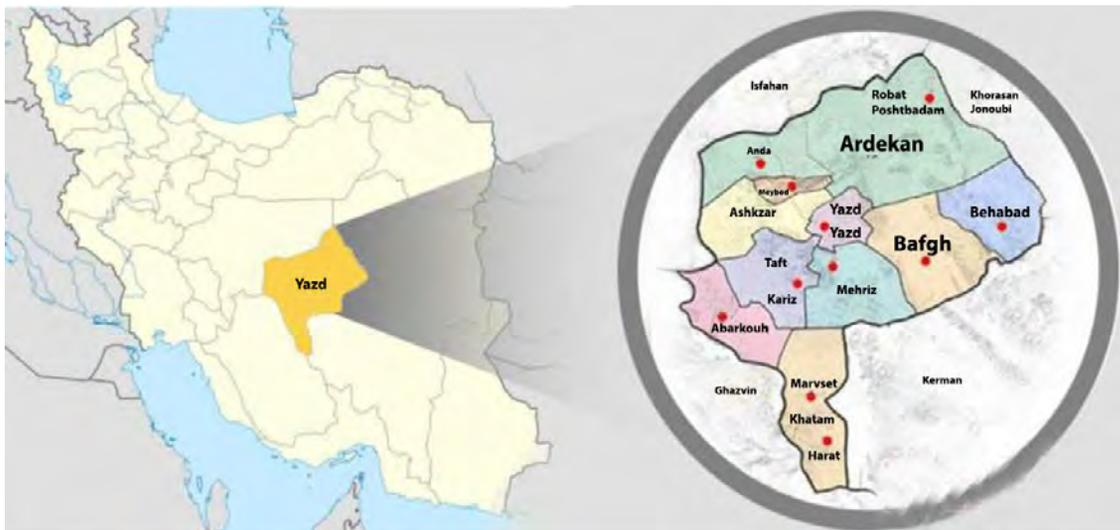 Yazd
Isfahan
Robat
Poshtbadam
Khorasan
Jonoubi
Ardekan
Anda
Meybod
Ashkzar
Yazd
Yazd
Behabad
Bafgh
Taft
Kariz
Mehriz
Abarkouh
Ghazvin
Marvset
Kerman
Khatam
Harat